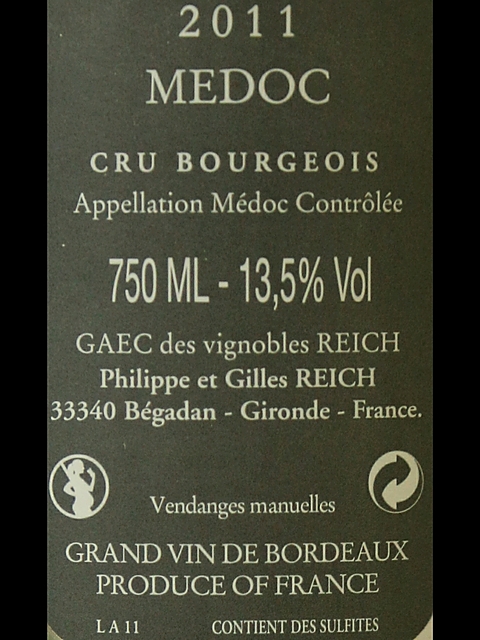 2011
MEDOC
CRU BOURGEOIS
Appellation Médoc Contrôlée
750 ML - 13,5% Vol
GAEC des vignobles REICH
Philippe et Gilles REICH
33340 Bégadan - Gironde - France.
Vendanges manuelles
GRAND VIN DE BORDEAUX
PRODUCE OF FRANCE
L A 11 CONTIENT DES SULFITES